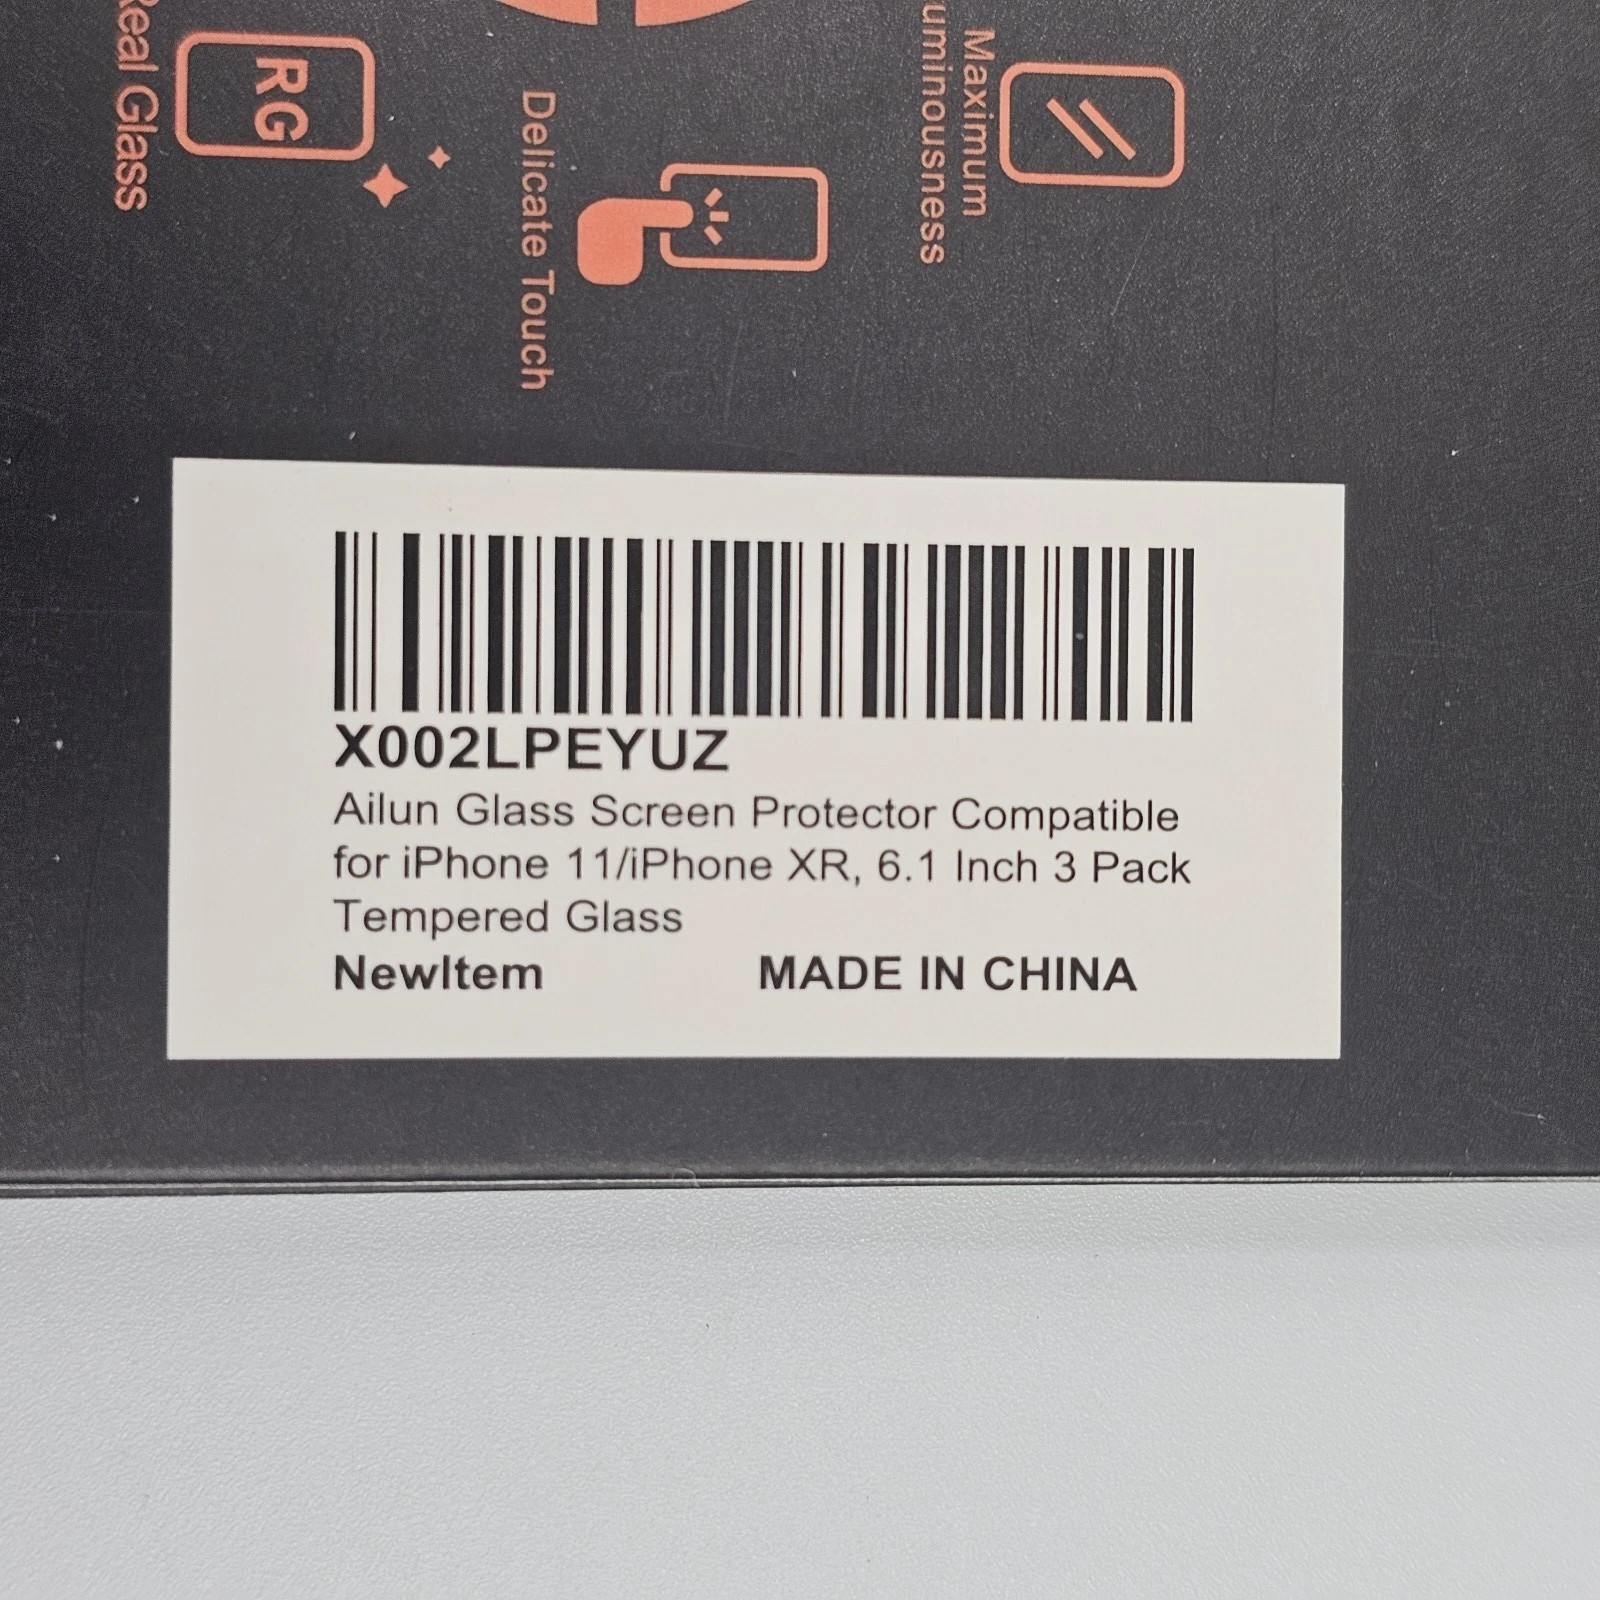 Real Glass
RG
Delicate Touch
Maximum
X002LPEYUZ
Ailun Glass Screen Protector Compatible
for iPhone 11/iPhone XR, 6.1 Inch 3 Pack
Tempered Glass
NewItem MADE IN CHINA